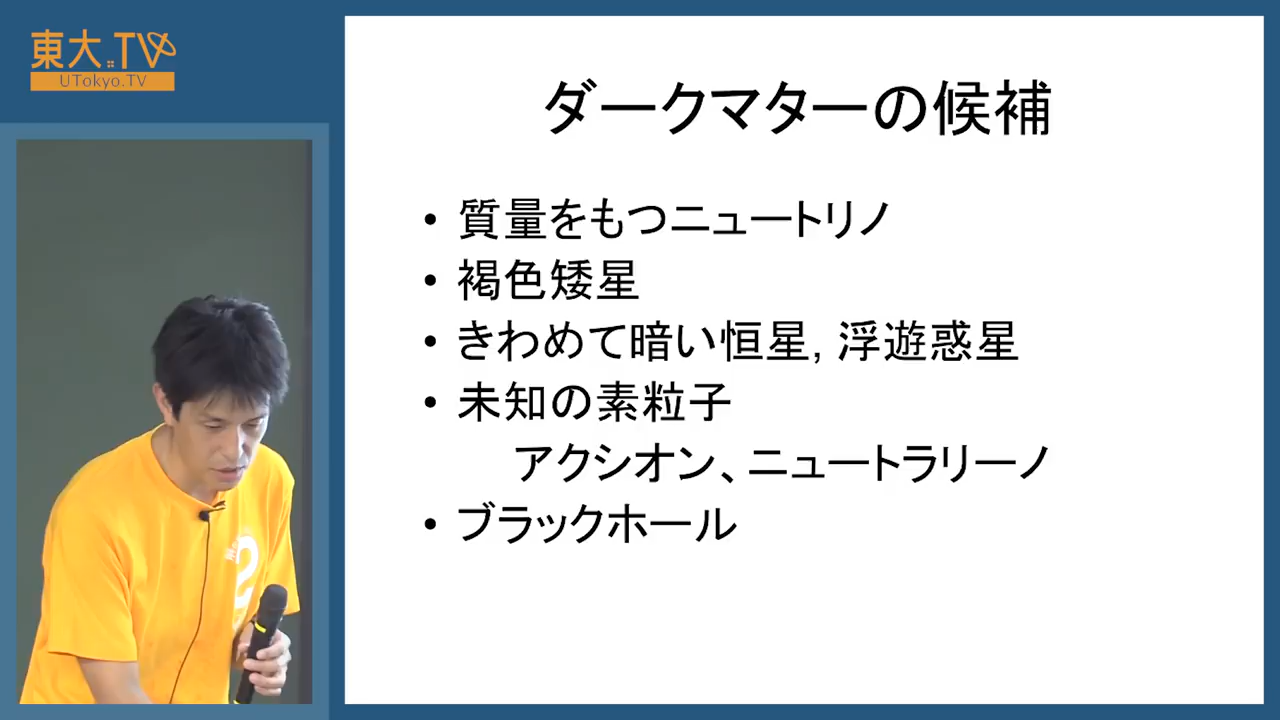 東大.TV
UTokyo.TV
ダークマターの候補
• 質量をもつニュートリノ
• 褐色矮星
• きわめて暗い恒星, 浮遊惑星
• 未知の素粒子
アクシオン、ニュートラリーノ
• ブラックホール
2